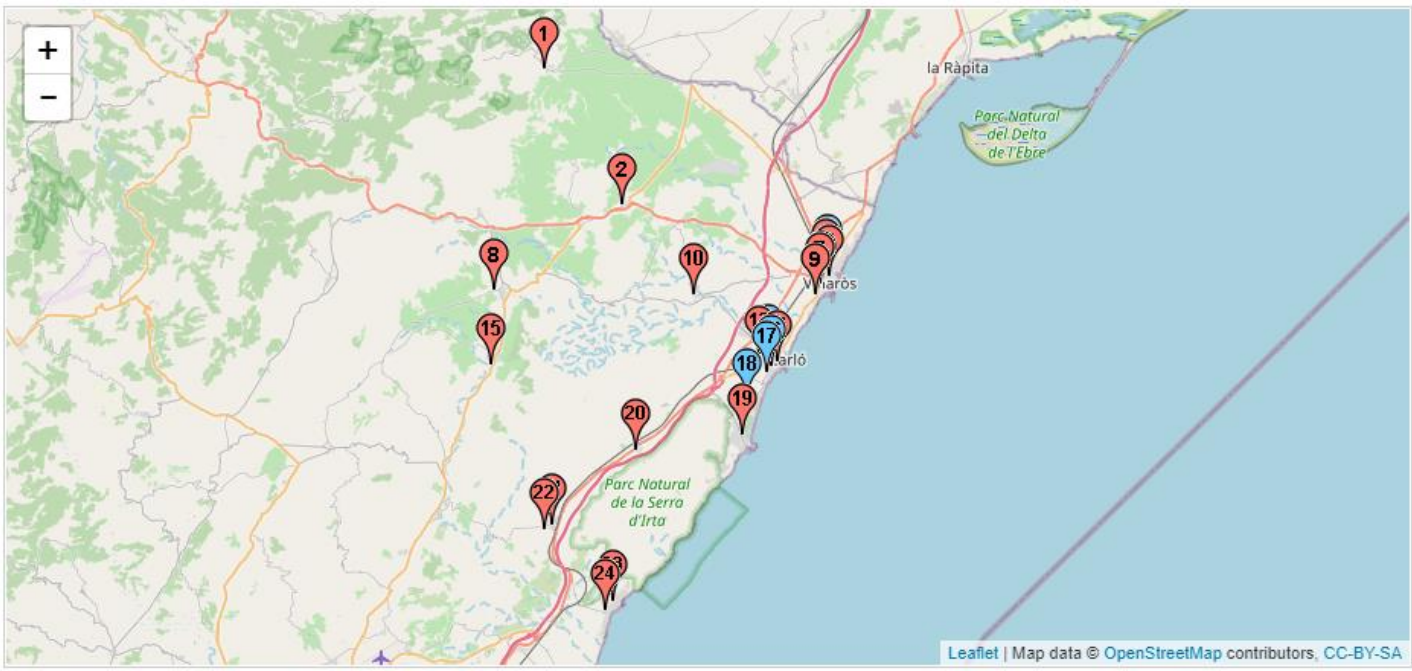 +
−
1
la Ràpita
Parc Natural
del Delta
de l'Ebre
2
8
10
9
15
17
18
19
20
22
Parc Natural
de la Serra
d'Irta
24
Leaflet | Map data © OpenStreetMap contributors, CC-BY-SA